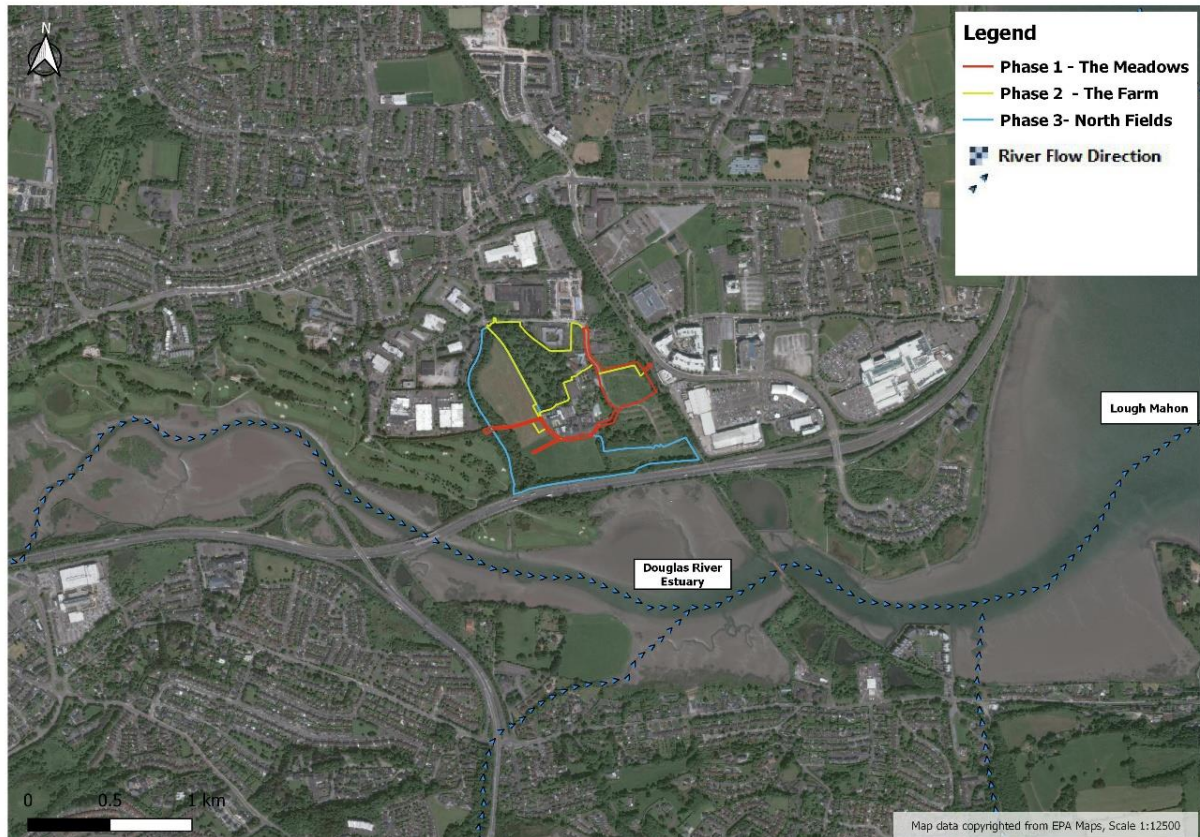 N
Legend
Phase 1 - The Meadows
Phase 2  - The Farm
Phase 3- North Fields
River Flow Direction
Lough Mahon
Douglas River
Estuary
0 0.5 1 km
Map data copyrighted from EPA Maps, Scale 1:12500